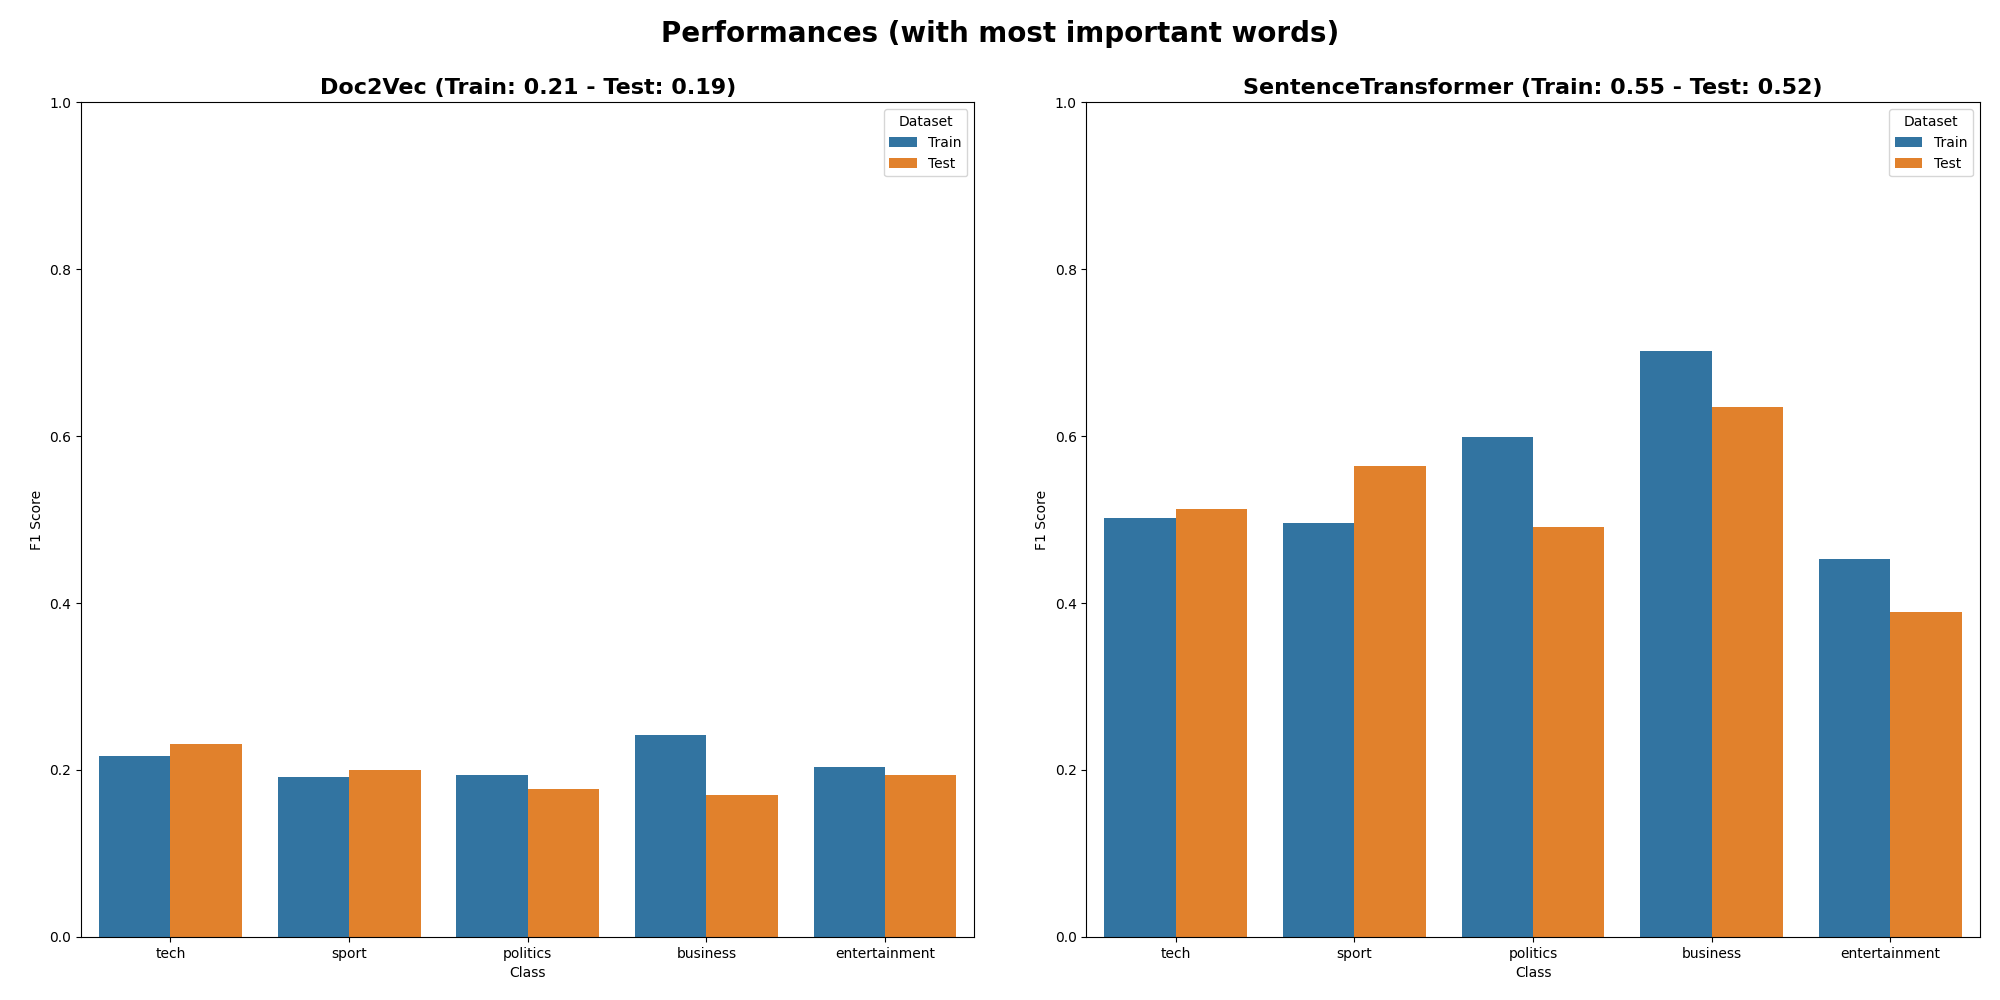 Performances (with most important words)
Doc2Vec (Train: 0.21 - Test: 0.19)
1.0
0.8
0.6
0.4
0.2
0.0
F1 Score
Dataset
Train
Test
tech sport politics business entertainment
Class
SentenceTransformer (Train: 0.55 - Test: 0.52)
1.0
0.8
0.6
0.4
0.2
0.0
F1 Score
Dataset
Train
Test
tech sport politics business entertainment
Class